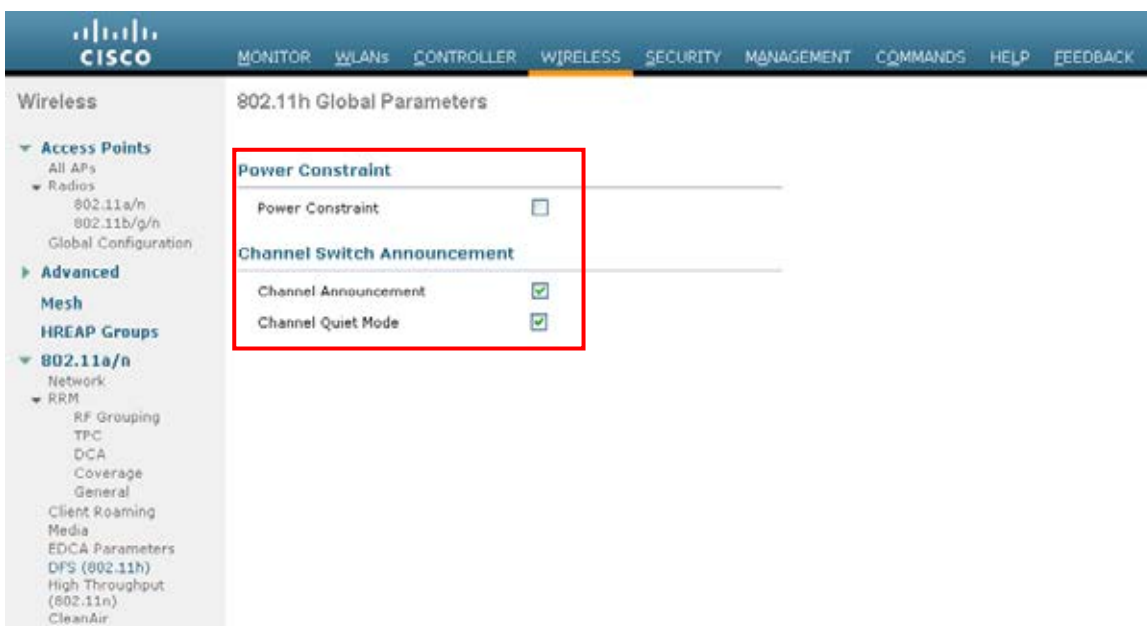 CISCO
MONITOR WLANs CONTROLLER WIRELESS SECURITY MANAGEMENT COMMANDS HELP FEEDBACK
Wireless
Access Points
All APs
Radios
802.11a/n
802.11b/g/n
Global Configuration
Advanced
Mesh
HREAP Groups
802.11a/n
Network
RRM
RF Grouping
TPC
DCA
Coverage
General
Client Roaming
Media
EDCA Parameters
DFS (802.11h)
High Throughput
(802.11n)
CleanAir
802.11h Global Parameters
Power Constraint
Power Constraint
Channel Switch Announcement
Channel Announcement
Channel Quiet Mode